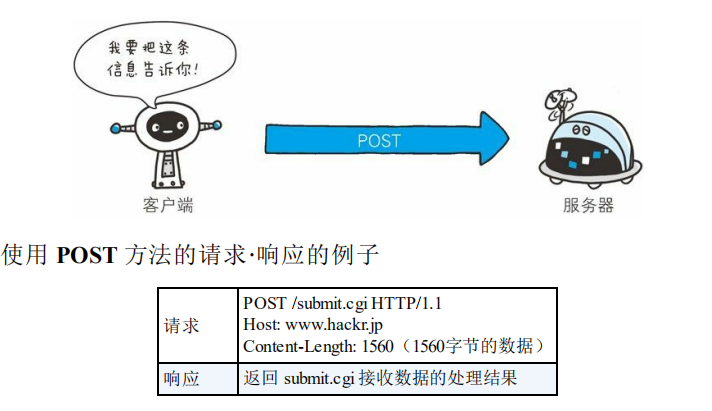 我要把这条
信息告诉你!
POST
客户端
服务器
使用 POST 方法的请求·响应的例子
请求
POST /submit.cgi HTTP/1.1
Host: www.hackr.jp
Content-Length: 1560（1560字节的数据）
响应
返回 submit.cgi 接收数据的处理结果